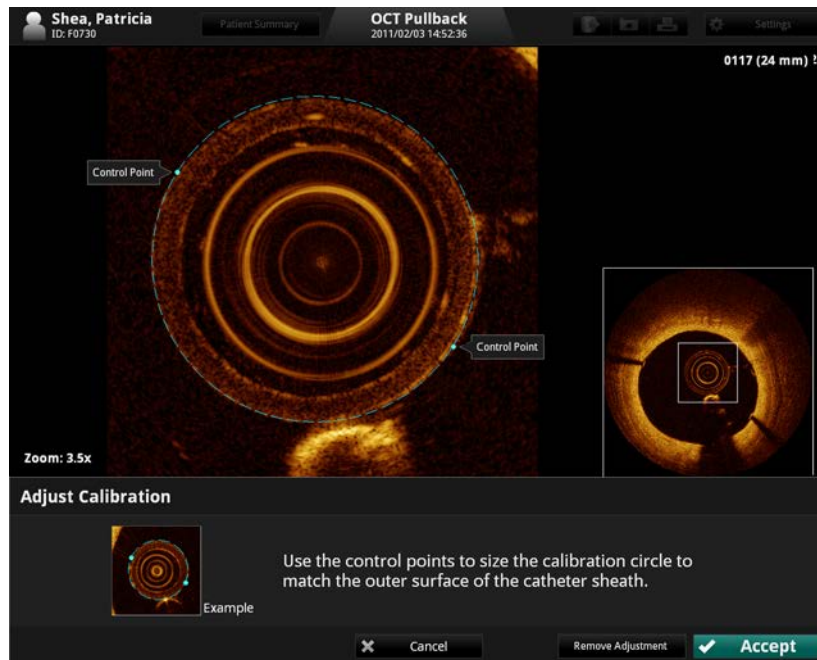 Shea, Patricia
ID: F0730
Patient Summary
OCT Pullback
2011/02/03 14:52:36
Settings
0117 (24 mm)
Control Point
Control Point
Zoom: 3.5x
Adjust Calibration
Example
Use the control points to size the calibration circle to
match the outer surface of the catheter sheath.
Cancel
Remove Adjustment
Accept